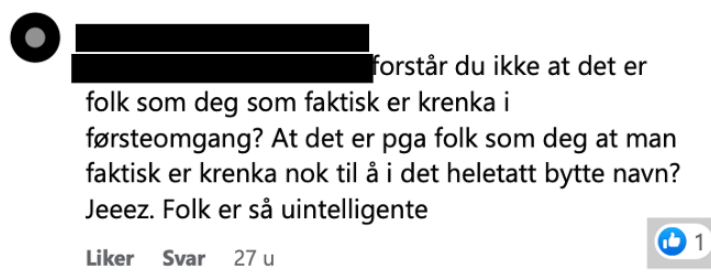 forstår du ikke at det er
folk som deg som faktisk er krenka i
førsteomgang? At det er pga folk som deg at man
faktisk er krenka nok til å i det heletatt bytte navn?
Jeeez. Folk er så uintelligente
Liker Svar 27 u
1